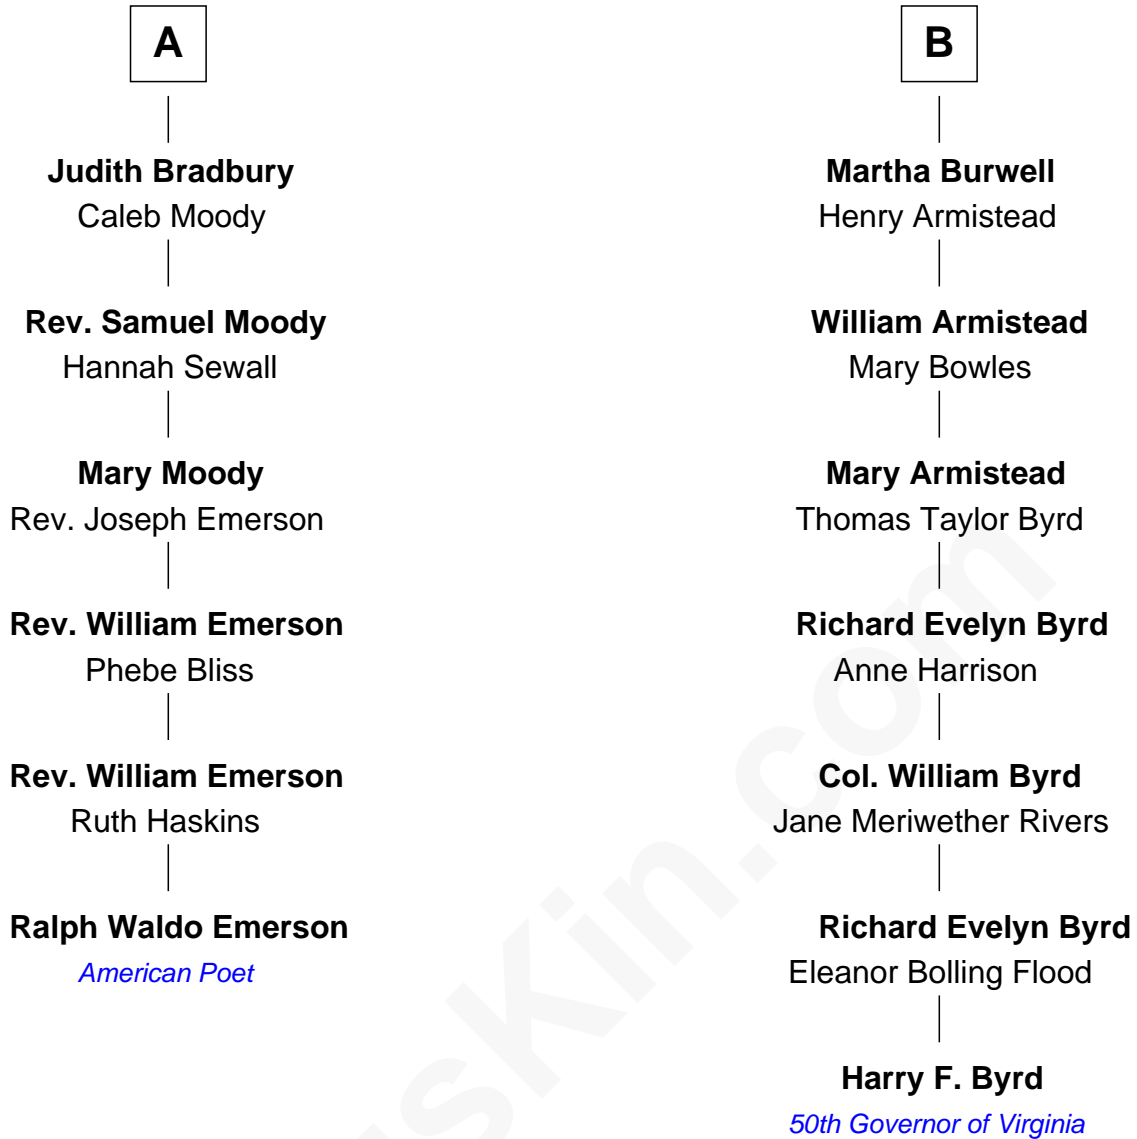 A
Judith Bradbury
Caleb Moody
Rev. Samuel Moody
Hannah Sewall
Mary Moody
Rev. Joseph Emerson
Rev. William Emerson
Phebe Bliss
Rev. William Emerson
Ruth Haskins
Ralph Waldo Emerson
American Poet
B
Martha Burwell
Henry Armistead
William Armistead
Mary Bowles
Mary Armistead
Thomas Taylor Byrd
Richard Evelyn Byrd
Anne Harrison
Col. William Byrd
Jane Meriwether Rivers
Richard Evelyn Byrd
Eleanor Bolling Flood
Harry F. Byrd
50th Governor of Virginia
sKin.com